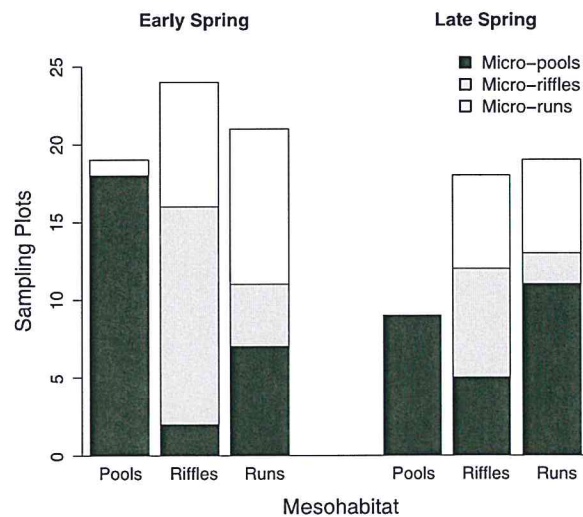 Early Spring
Late Spring
Micro-pools
Micro-riffles
Micro-runs
25
20
15
10
5
0
Sampling Plots
Pools Riffles Runs
Pools Riffles Runs
Mesohabitat